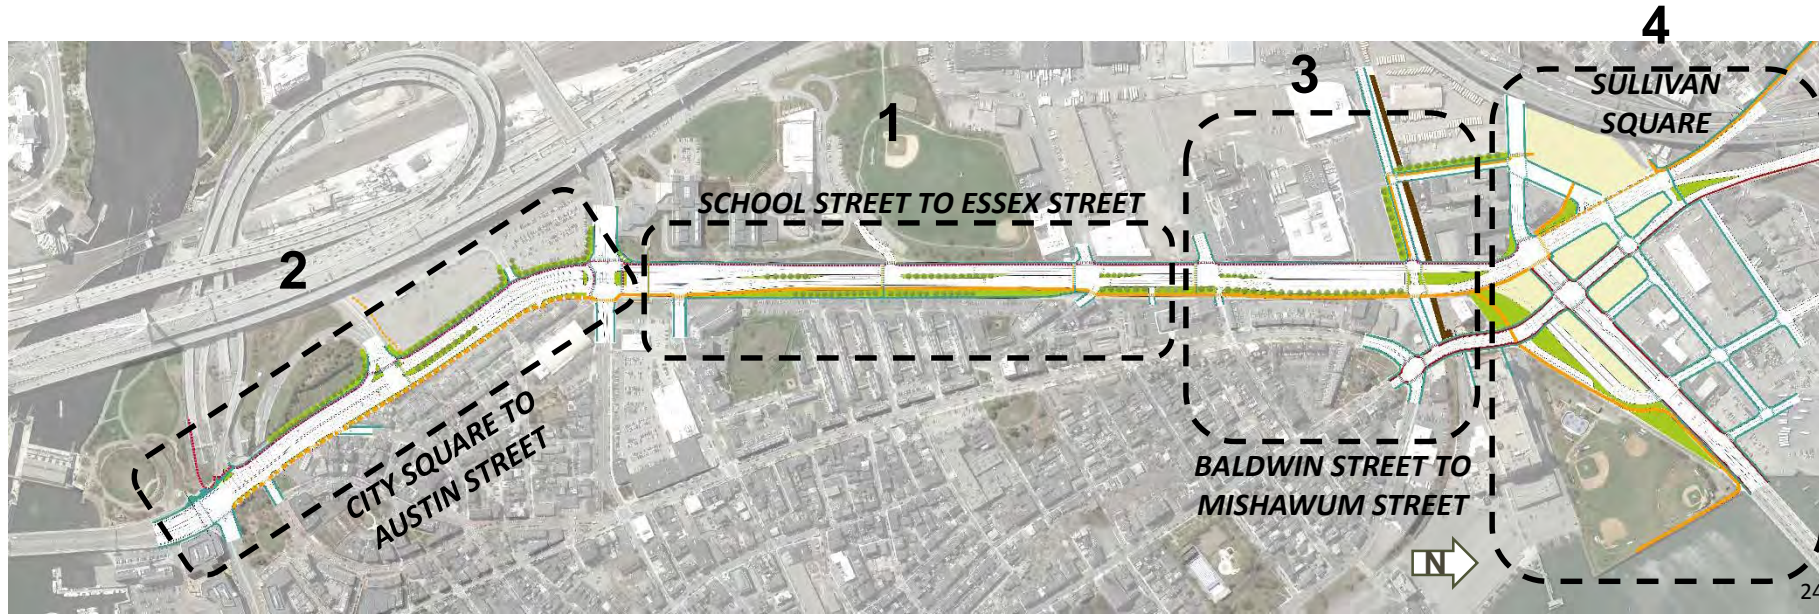 4
SULLIVAN
SQUARE
3
1
SCHOOL STREET TO ESSEX STREET
2
CITY SQUARE TO
AUSTIN STREET
BALDWIN STREET TO
MISHAWUM STREET
N